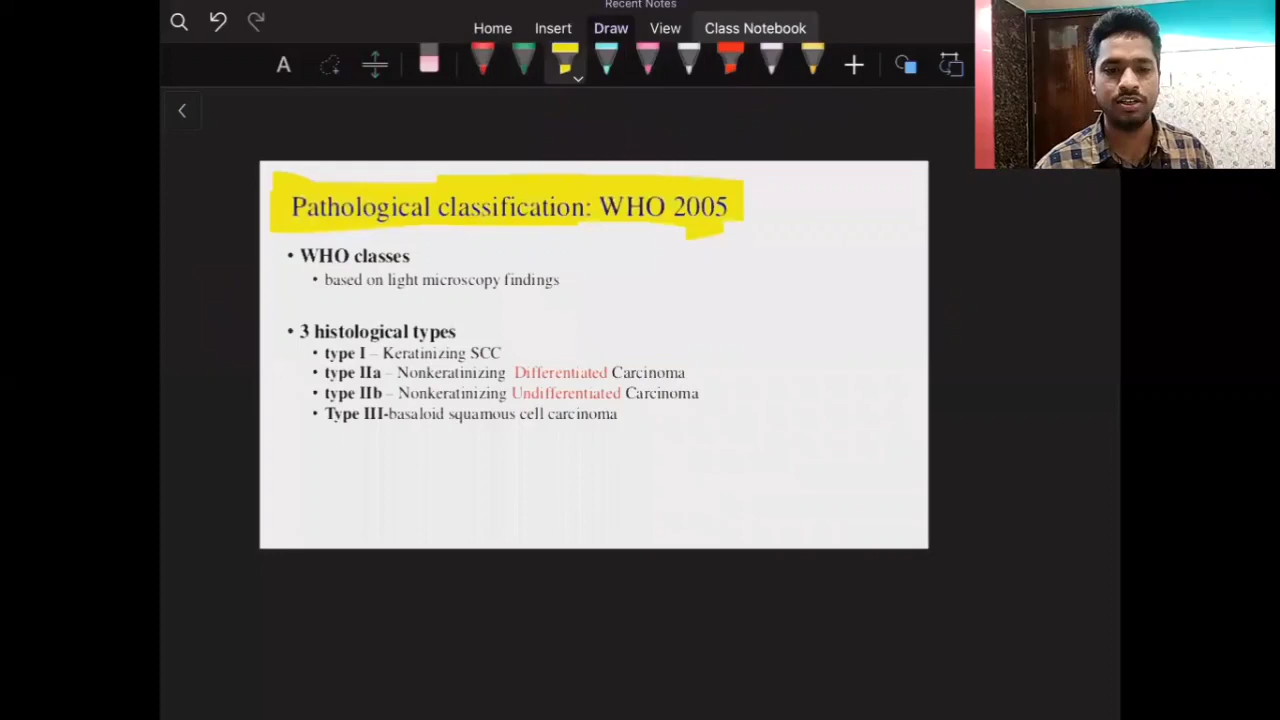 Recent Notes
Home Insert Draw View Class Notebook
A
Pathological classification: WHO 2005
• WHO classes
• based on light microscopy findings
• 3 histological types
• type I – Keratinizing SCC
• type IIa – Nonkeratinizing Differentiated Carcinoma
• type IIb – Nonkeratinizing Undifferentiated Carcinoma
• Type III-basaloid squamous cell carcinoma